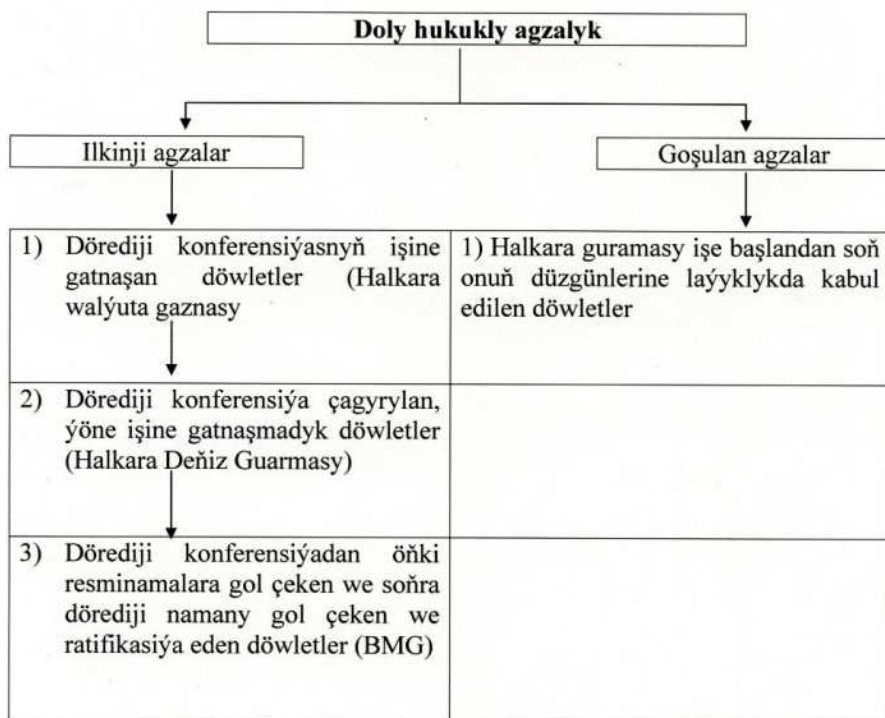 Doly hukukly agzalyk
Ilkinji agzalar
Goşulan agzalar
1) Dörediji konferensiýasnyň işine
gatnaşan döwletler (Halkara
walýuta gaznasy
2) Dörediji konferensiýa çagyrylan,
ýöne işine gatnaşmadyk döwletler
(Halkara Deňiz Guarmasy)
3) Dörediji konferensiýadan öňki
resminamalara gol çeken we soňra
dörediji namany gol çeken we
ratifikasiýa eden döwletler (BMG)
1) Halkara guramasy işe başlandan soň
onuň düzgünlerine laýyklykda kabul
edilen döwletler